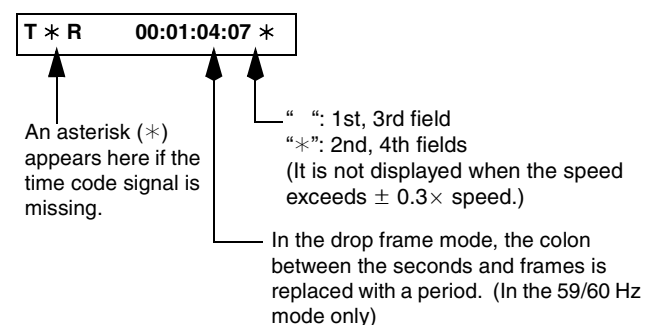 T * R 00:01:04:07 *
An asterisk (*)
appears here if the
time code signal is
missing.
“ “: 1st, 3rd field
“*”: 2nd, 4th fields
(It is not displayed when the speed
exceeds ± 0.3× speed.)
In the drop frame mode, the colon
between the seconds and frames is
replaced with a period. (In the 59/60 Hz
mode only)